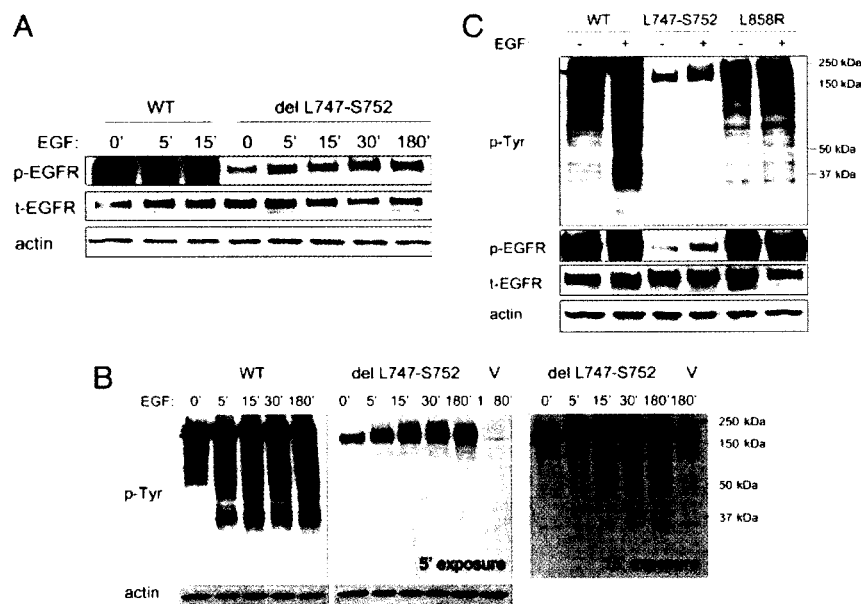 A
WT del L747-S752
EGF: 0' 5' 15' 0 5' 15' 30' 180'
p-EGFR
t-EGFR
actin
C
WT L747-S752 L858R
EGF: - + - + - +
250 kDa
150 kDa
p-Tyr
50 kDa
37 kDa
p-EGFR
t-EGFR
actin
B
WT del L747-S752 V del L747-S752 V
EGF: 0' 5' 15' 30' 180' 0' 5' 15' 30' 180' 1 80' 0' 5' 15' 30' 180' 180'
250 kDa
150 kDa
p-Tyr
50 kDa
37 kDa
5' exposure
exposure
actin